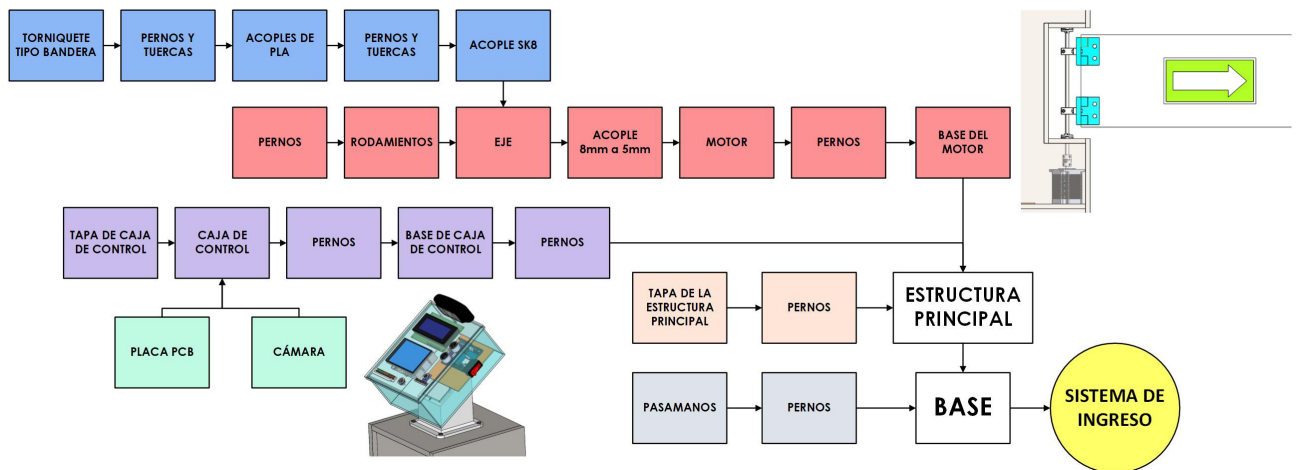 TORNIQUETE
TIPO BANDERA
PERNOS Y
TUERCAS
ACOPLES DE
PLA
PERNOS Y
TUERCAS
ACOPLE SK8
PERNOS
RODAMIENTOS
EJE
ACOPLE
8mm a 5mm
MOTOR
PERNOS
BASE DEL
MOTOR
TAPA DE CAJA
DE CONTROL
CAJA DE
CONTROL
PERNOS
BASE DE CAJA
DE CONTROL
PERNOS
TAPA DE LA
ESTRUCTURA
PRINCIPAL
PERNOS
ESTRUCTURA
PRINCIPAL
PLACA PCB
CÁMARA
PASAMANOS
PERNOS
BASE
SISTEMA DE
INGRESO